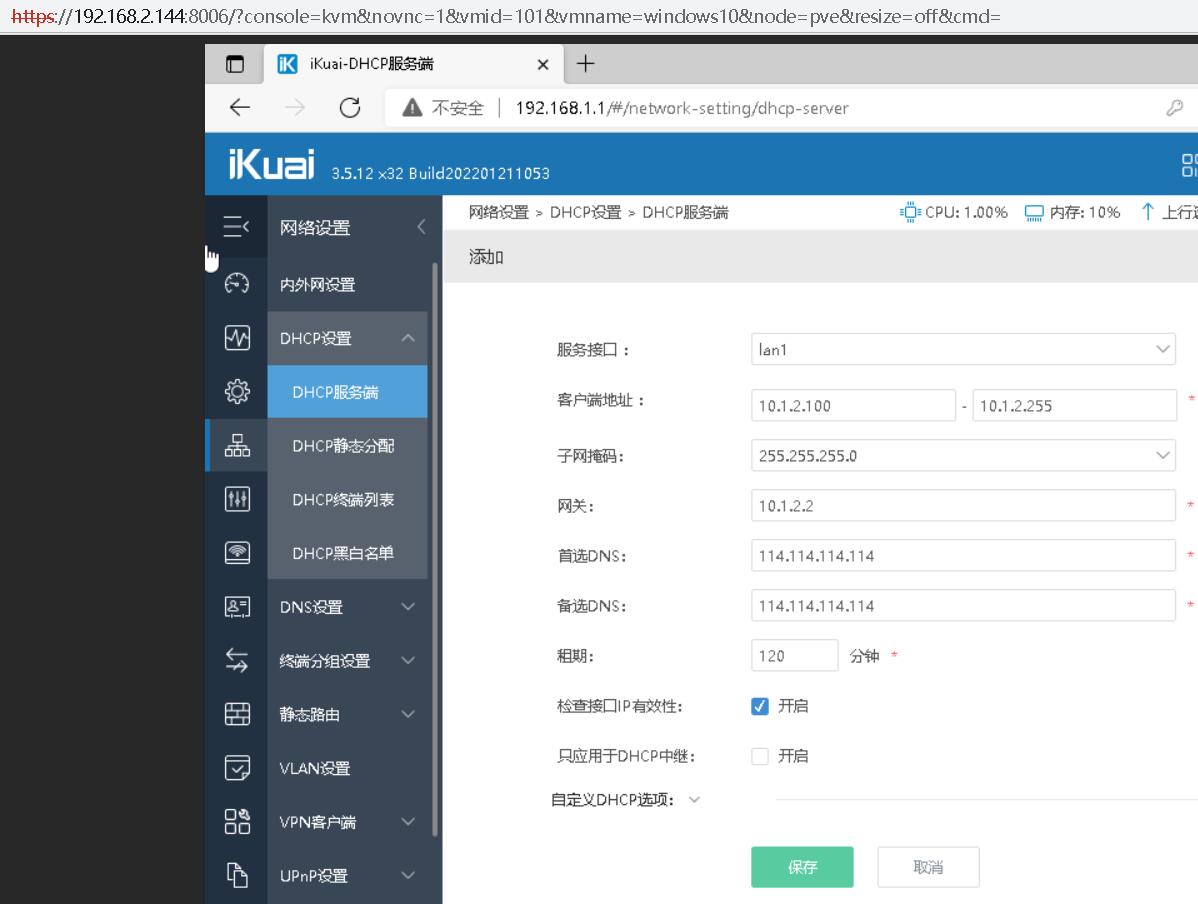 https://192.168.2.144:8006/?console=kvm&novnc=1&vmid=101&vmname=windows10&node=pve&resize=off&cmd=
iKuai-DHCP服务端
不安全 192.168.1.1/#/network-setting/dhcp-server
iKuai 3.5.12 x32 Build202201211053
网络设置
网络设置 > DHCP设置 > DHCP服务端 CPU: 1.00% 内存: 10% 上行
添加
内外网设置
DHCP设置
DHCP服务端
DHCP静态分配
DHCP终端列表
DHCP黑白名单
DNS设置
终端分组设置
静态路由
VLAN设置
VPN客户端
UPnP设置
服务接口： lan1
客户端地址： 10.1.2.100 - 10.1.2.255 *
子网掩码： 255.255.255.0
网关： 10.1.2.2 *
首选DNS： 114.114.114.114 *
备选DNS： 114.114.114.114 *
租期： 120 分钟 *
检查接口IP有效性： 开启
只应用于DHCP中继： 开启
自定义DHCP选项：
保存 取消